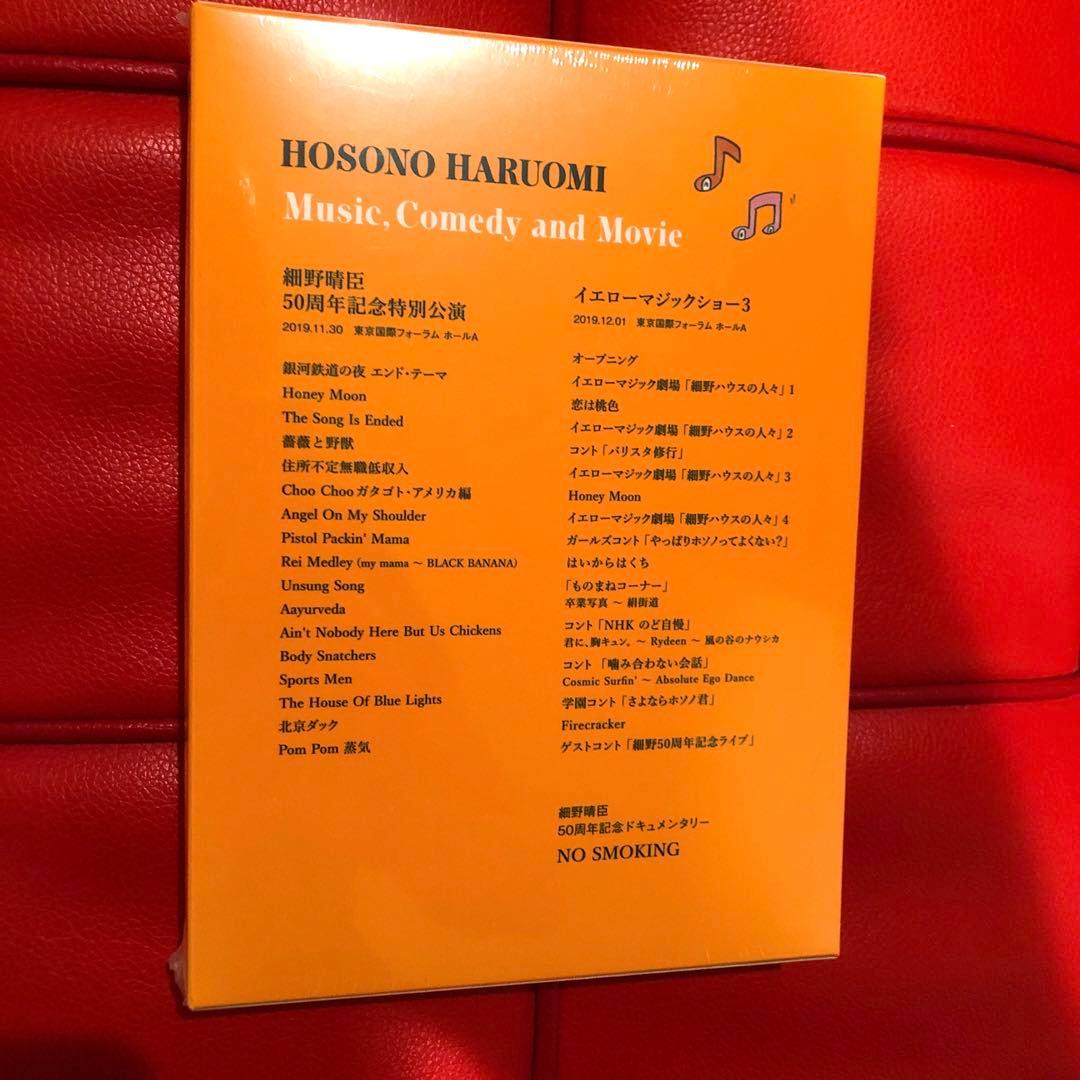 HOSONO HARUOMI
Music, Comedy and Movie
細野晴臣
50周年記念特別公演
2019.11.30 東京国際フォーラム ホールA
銀河鉄道の夜 エンド・テーマ
Honey Moon
The Song Is Ended
薔薇と野獣
住所不定無職低収入
Choo Choo ガタゴト・アメリカ編
Angel On My Shoulder
Pistol Packin' Mama
Rei Medley (my mama ~ BLACK BANANA)
Unsung Song
Aayurveda
Ain't Nobody Here But Us Chickens
Body Snatchers
Sports Men
The House Of Blue Lights
北京ダック
Pom Pom 蒸気
イエローマジックショー3
2019.12.01 東京国際フォーラム ホールA
オープニング
イエローマジック劇場「細野ハウスの人々」1
恋は桃色
イエローマジック劇場「細野ハウスの人々」2
コント「バリスタ修行」
イエローマジック劇場「細野ハウスの人々」3
Honey Moon
イエローマジック劇場「細野ハウスの人々」4
ガールズコント「やっぱりホソノってよくない?」
はいからはくち
「ものまねコーナー」
卒業写真 ~ 絹街道
コント「NHK のど自慢」
君に、胸キュン。 ~ Rydeen ~ 風の谷のナウシカ
コント 「噛み合わない会話」
Cosmic Surfin' ~ Absolute Ego Dance
学園コント「さよならホソノ君」
Firecracker
ゲストコント「細野50周年記念ライブ」
細野晴臣
50周年記念ドキュメンタリー
NO SMOKING